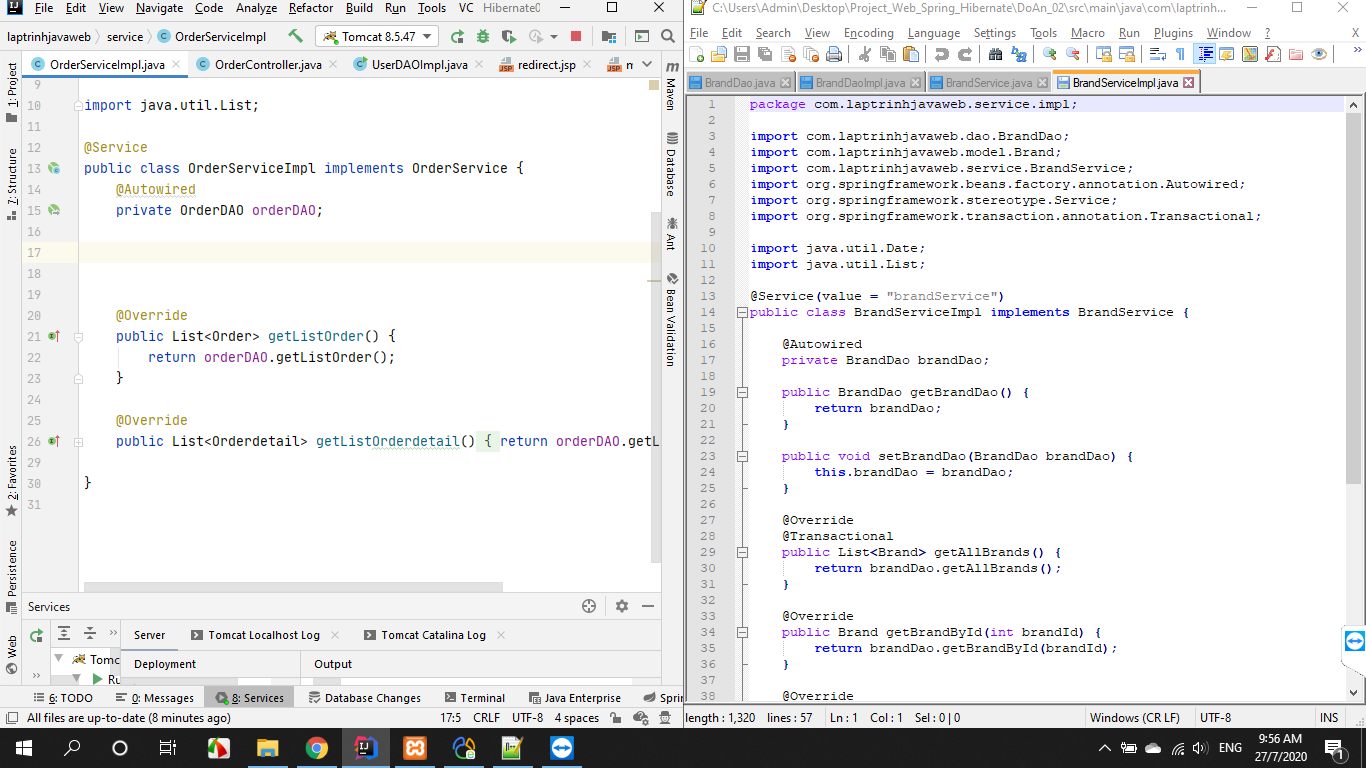 File Edit View Navigate Code Analyze Refactor Build Run Tools VC Hibernate0
laptrinhjavaweb service OrderServiceImpl Tomcat 8.5.47
OrderServiceImpl.java OrderController.java UserDAOImpl.java redirect.jsp
1: Project
7: Structure
2: Favorites
Persistence
Web
9
10 import java.util.List;
11
12 @Service
13 public class OrderServiceImpl implements OrderService {
14 @Autowired
15 private OrderDAO orderDAO;
16
17
18
19
20 @Override
21 public List<Order> getListOrder() {
22 return orderDAO.getListOrder();
23 }
24
25 @Override
26 public List<Orderdetail> getListOrderdetail() { return orderDAO.getL
29
30 }
31
Maven
Database
Ant
Bean Validation
Services
Server Tomcat Localhost Log Tomcat Catalina Log
Tomc Deployment Output
Ru
6: TODO 0: Messages 8: Services Database Changes Terminal Java Enterprise Sprin
All files are up-to-date (8 minutes ago) 17:5 CRLF UTF-8 4 spaces
C:\Users\Admin\Desktop\Project_Web_Spring_Hibernate\DoAn_02\src\main\java\com\laptrinh...
File Edit Search View Encoding Language Settings Tools Macro Run Plugins Window ? X
BrandDao.java BrandDaoImpl.java BrandService.java BrandServiceImpl.java
1 package com.laptrinhjavaweb.service.impl;
2
3 import com.laptrinhjavaweb.dao.BrandDao;
4 import com.laptrinhjavaweb.model.Brand;
5 import com.laptrinhjavaweb.service.BrandService;
6 import org.springframework.beans.factory.annotation.Autowired;
7 import org.springframework.stereotype.Service;
8 import org.springframework.transaction.annotation.Transactional;
9
10 import java.util.Date;
11 import java.util.List;
12
13 @Service(value = "brandService")
14 public class BrandServiceImpl implements BrandService {
15
16 @Autowired
17 private BrandDao brandDao;
18
19 public BrandDao getBrandDao() {
20 return brandDao;
21 }
22
23 public void setBrandDao(BrandDao brandDao) {
24 this.brandDao = brandDao;
25 }
26
27 @Override
28 @Transactional
29 public List<Brand> getAllBrands() {
30 return brandDao.getAllBrands();
31 }
32
33 @Override
34 public Brand getBrandById(int brandId) {
35 return brandDao.getBrandById(brandId);
36 }
37
38 @Override
length : 1,320 lines : 57 Ln : 1 Col : 1 Sel : 0 | 0 Windows (CR LF) UTF-8 INS
ENG 9:56 AM
27/7/2020 1